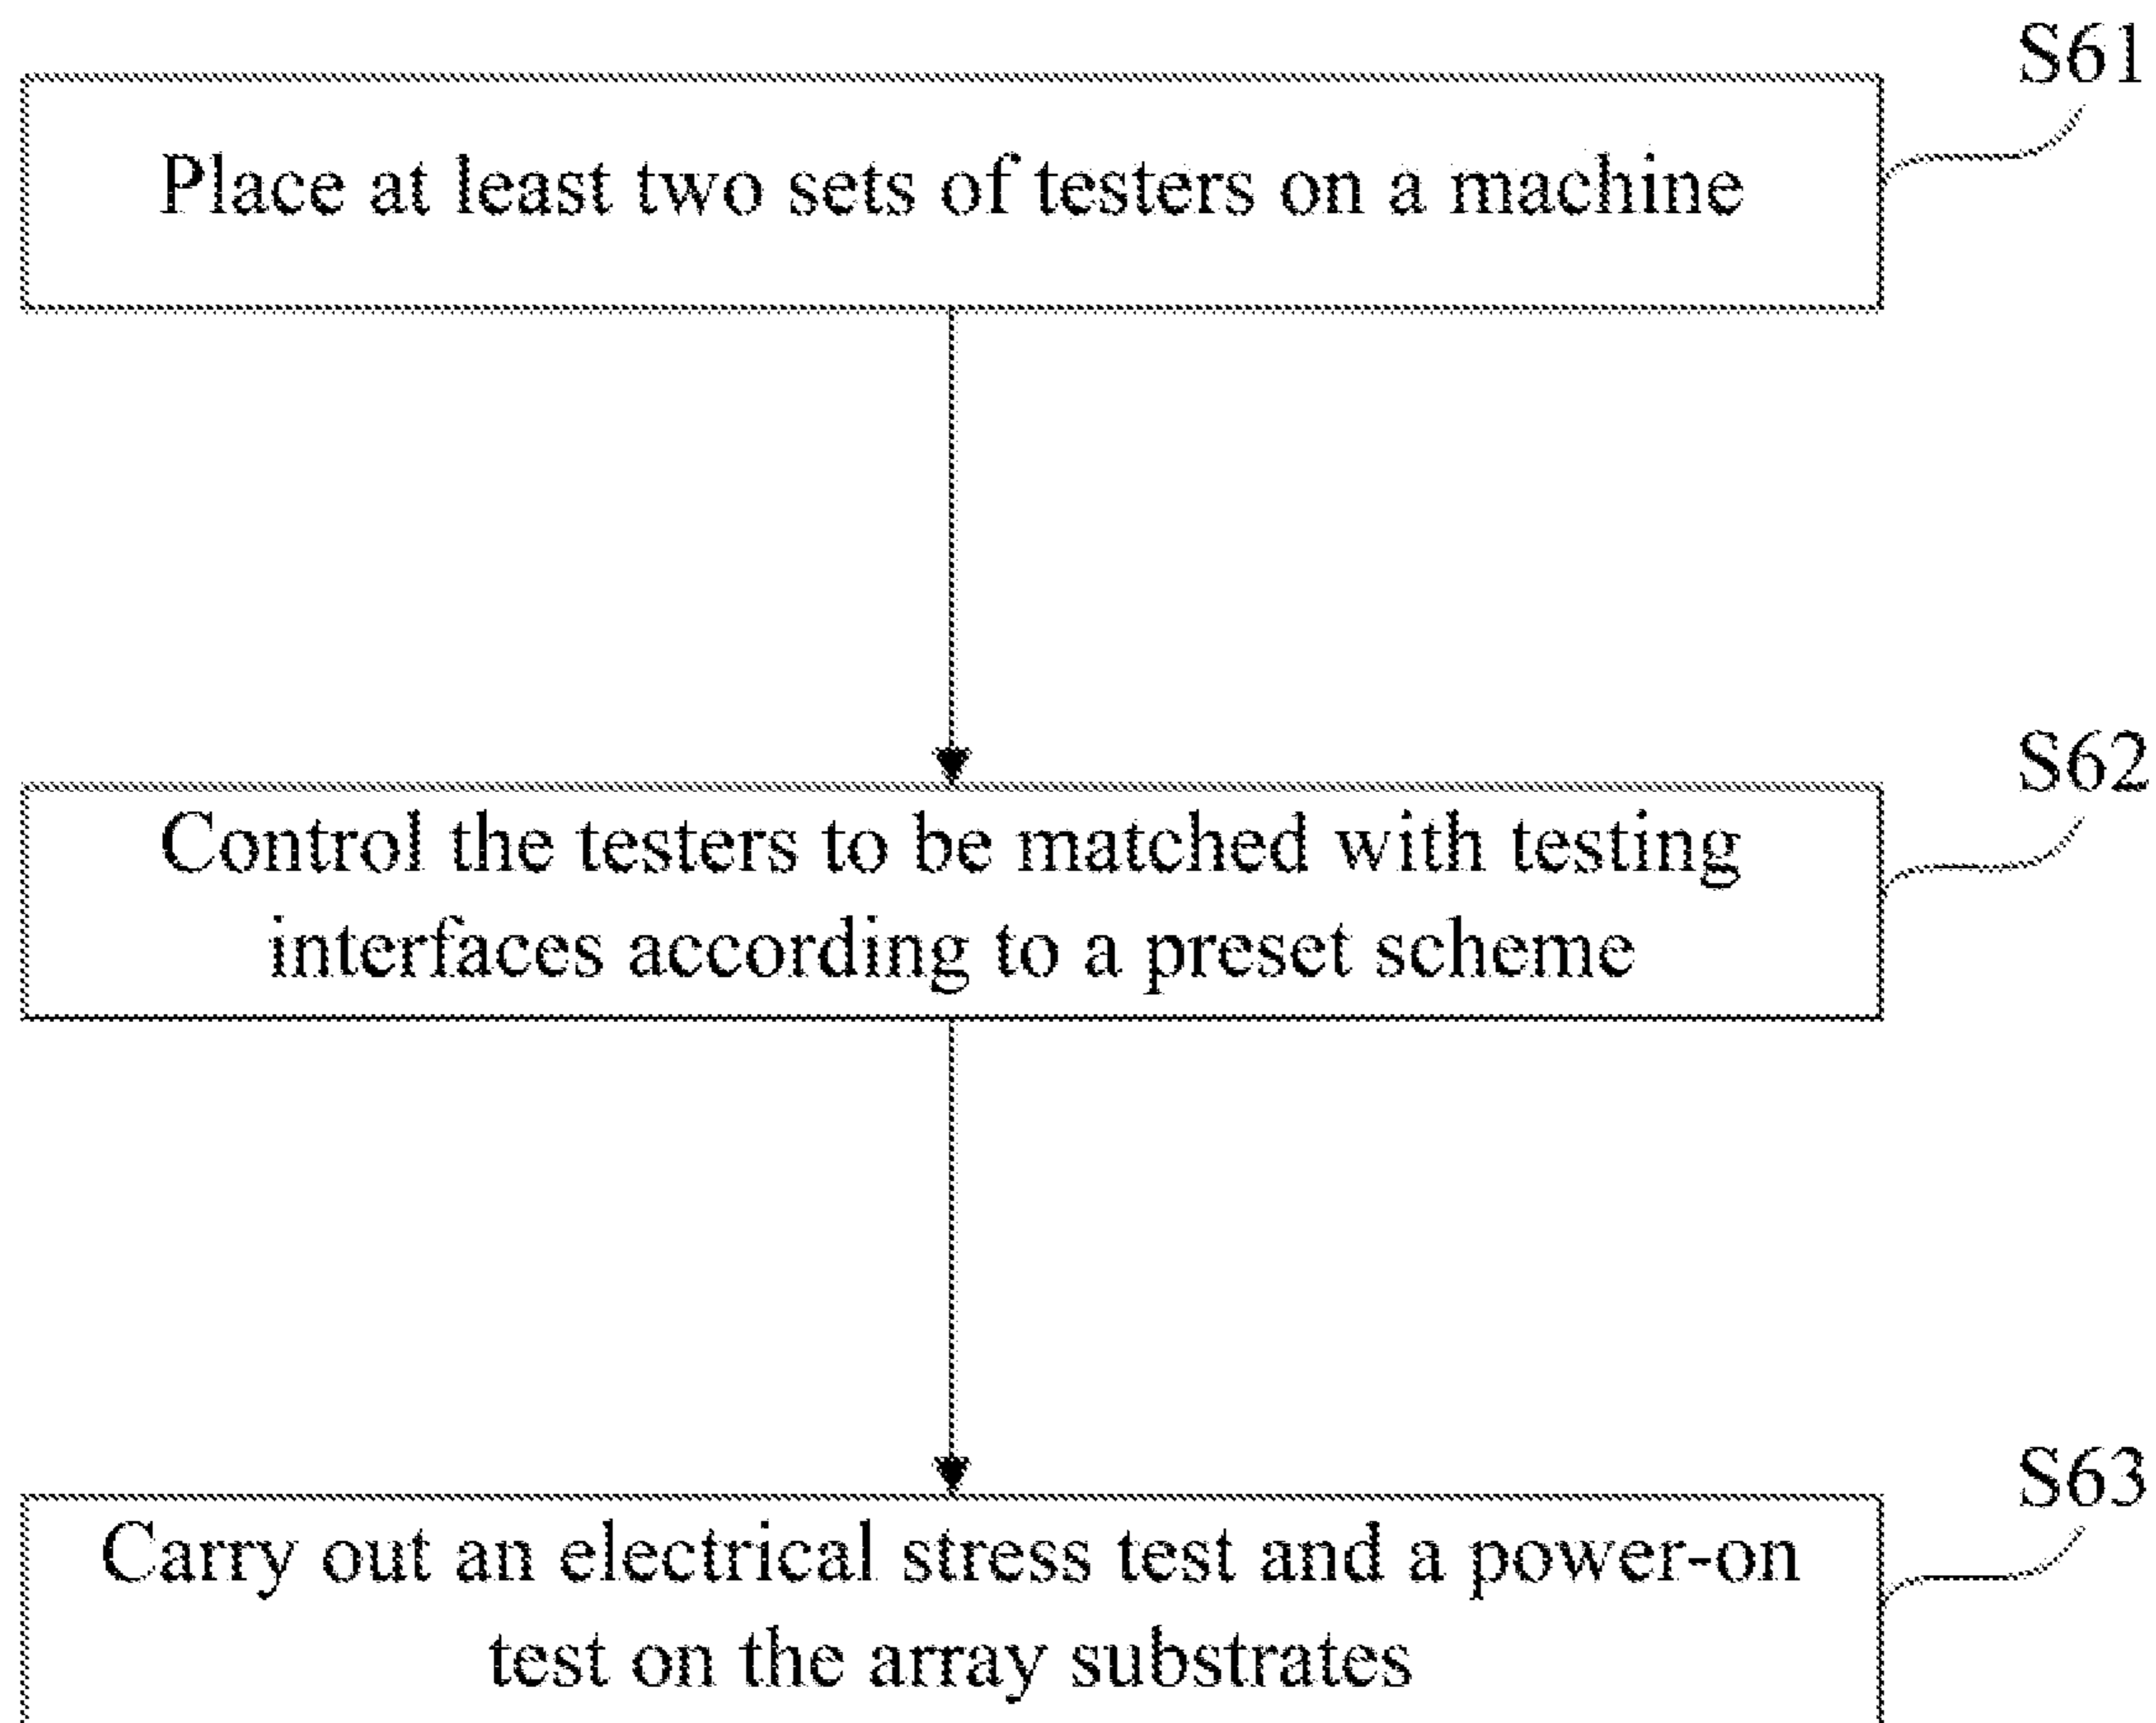 S61
Place at least two sets of testers on a machine
S62
Control the testers to be matched with testing
interfaces according to a preset scheme
S63
Carry out an electrical stress test and a power-on
test on the array substrates